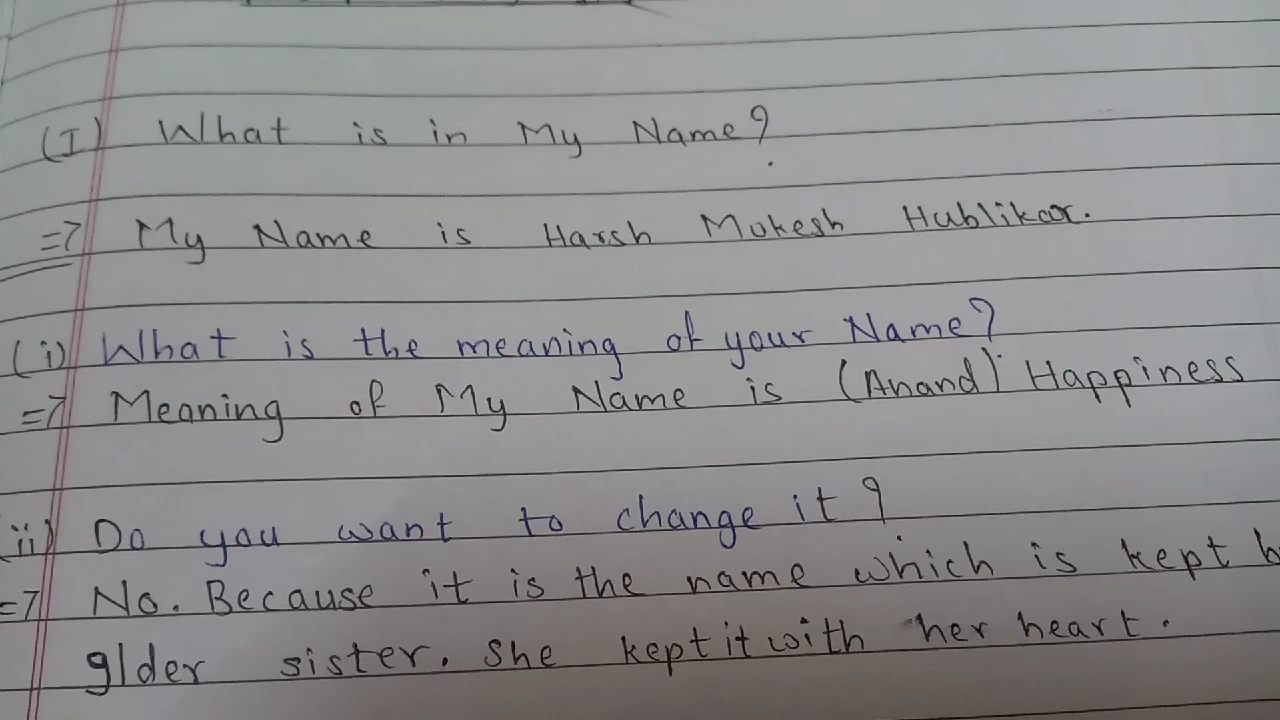 (I) What is in My Name?
=> My Name is Harsh Mukesh Hublikar.
(i) What is the meaning of your Name?
=> Meaning of My Name is (Anand) Happiness
(ii) Do you want to change it?
=> No. Because it is the name which is kept b
glder sister. She kept it with her heart.